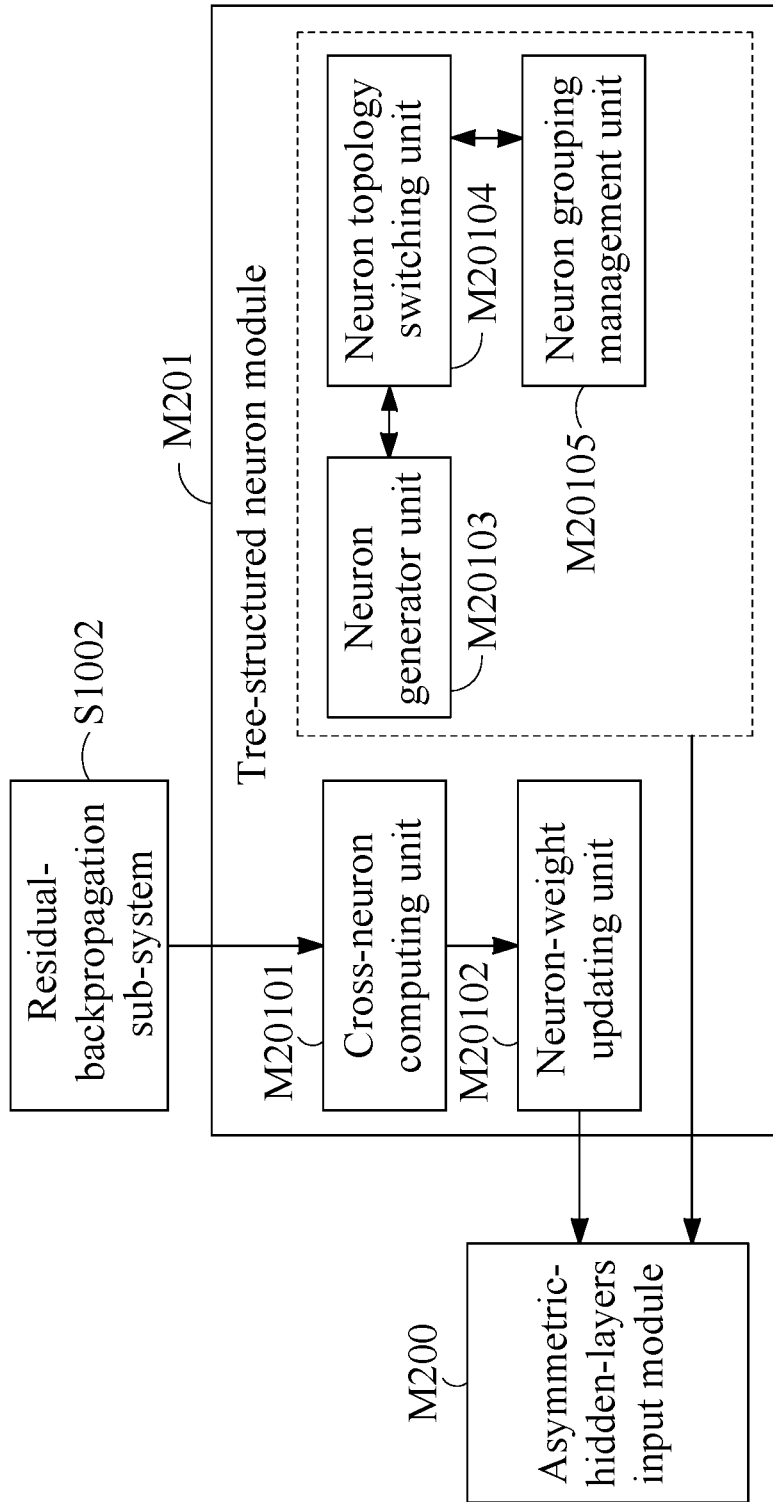 Residual-
backpropagation
sub-system
S1002
M201
Tree-structured neuron module
M20101
Cross-neuron
computing unit
M20102
Neuron-weight
updating unit
Neuron
generator unit
M20103
Neuron topology
switching unit
M20104
Neuron grouping
management unit
M20105
M200
Asymmetric-
hidden-layers
input module